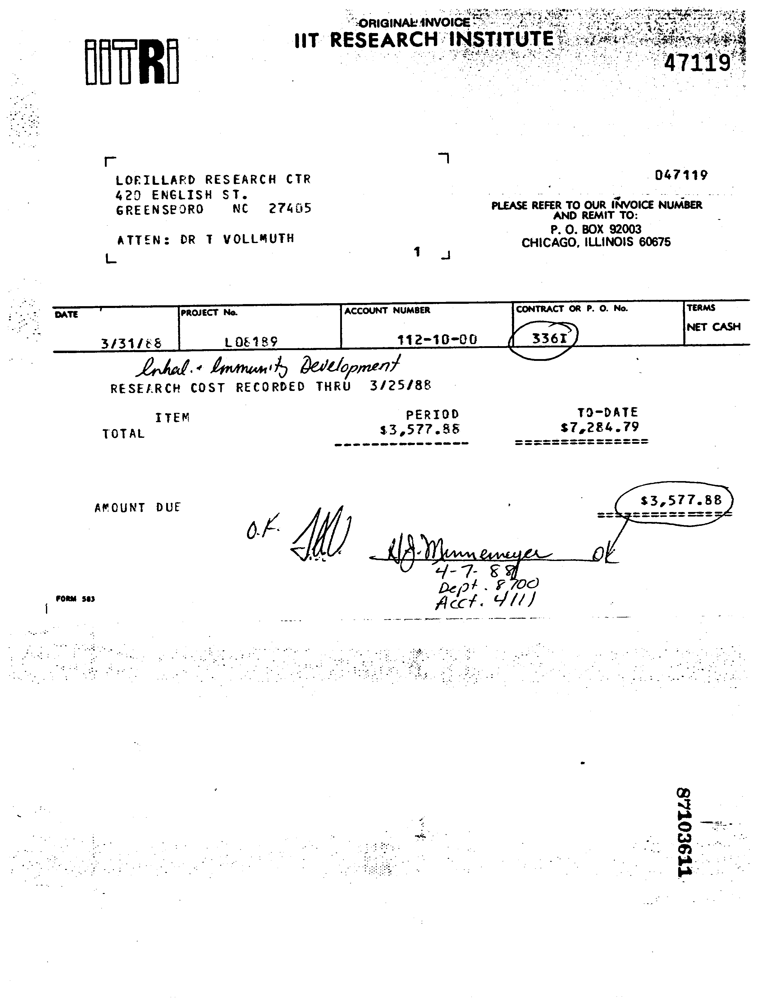 ORIGINAL INVOICE
IITRI
IIT RESEARCH INSTITUTE
47119
LORILLARD RESEARCH CTR
420 ENGLISH ST.
GREENSBORO NC 27405
ATTEN: DR T VOLLMUTH
1
047119
PLEASE REFER TO OUR INVOICE NUMBER
AND REMIT TO:
P. O. BOX 92003
CHICAGO, ILLINOIS 60675
DATE PROJECT No. ACCOUNT NUMBER CONTRACT OR P. O. No. TERMS
NET CASH
3/31/88 L08189 112-10-00 336I
Inhal. + Immunity Development
RESEARCH COST RECORDED THRU 3/25/88
ITEM PERIOD TO-DATE
TOTAL $3,577.88 $7,284.79
AMOUNT DUE $3,577.88
O.K.
H.J. Minnemeyer OK
4-7-88
Dept. 8700
Acct. 4111
FORM 583
87103611